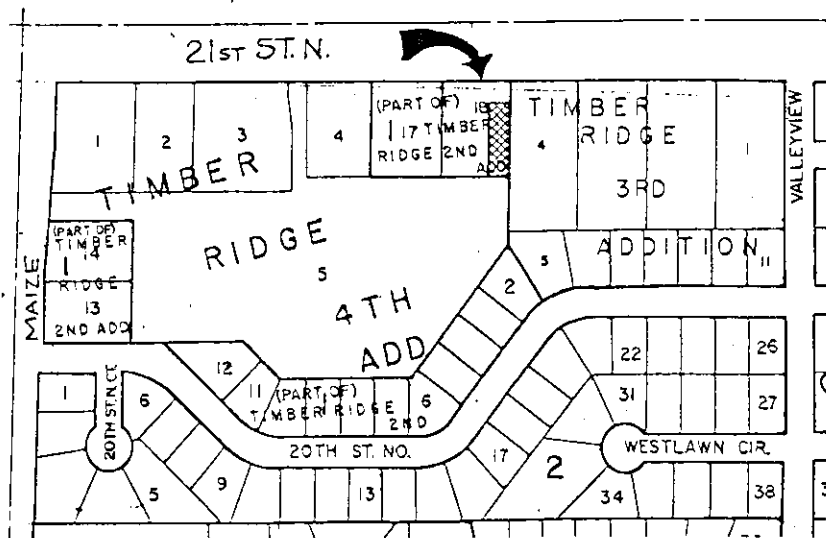 21ST ST. N.
(PART OF)
1 17 TIMBER
RIDGE 2ND
ADD
18
TIMBER
RIDGE
3RD
ADDITION
1
2
3
4
4
1
TIMBER
RIDGE
5
4TH
ADD
VALLEYVIEW
MAIZE
(PART OF)
TIMBER
1 14
RIDGE
13
2ND ADD
5
11
2
12
11
(PART OF)
1
TIMBER RIDGE
2ND
6
22
26
31
27
1
20TH ST. N. CT.
6
20TH ST. NO.
17
2
WESTLAWN CIR.
5
9
13
34
38